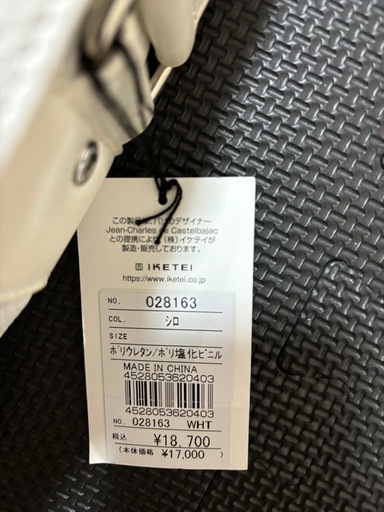 この製品は、パリのデザイナー
Jean-Charles de Castelbajac
との提携により(株)イケテイが
製造・販売しております。
IKETEI
https://www.iketei.co.jp
NO. 028163
COL. シロ
SIZE
ポリウレタン/ポリ塩化ビニル
MADE IN CHINA
4528053620403
4528053620403
NO. 028163 WHT
税込 ¥18,700
(本体価格 ¥17,000)